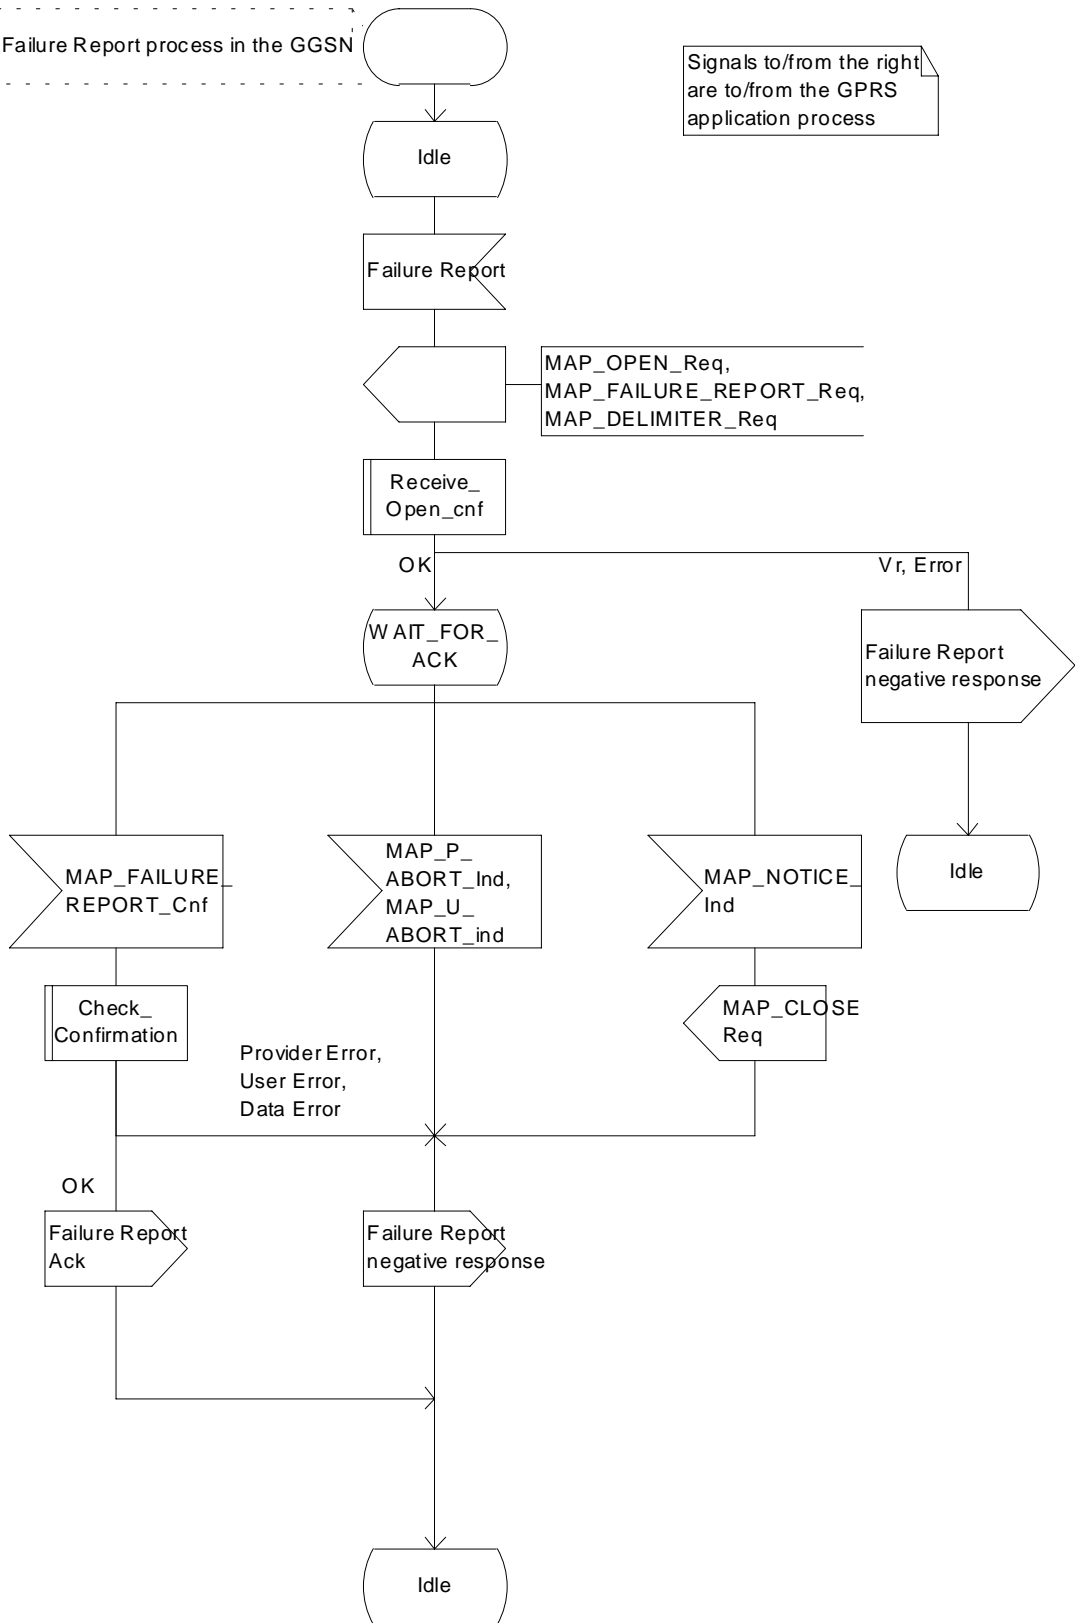 Failure Report process in the GGSN
Signals to/from the right
are to/from the GPRS
application process
Idle
Failure Report
MAP_OPEN_Req,
MAP_FAILURE_REPORT_Req,
MAP_DELIMITER_Req
Receive_
Open_cnf
OK
Vr, Error
WAIT_FOR_
ACK
Failure Report
negative response
Idle
MAP_FAILURE_
REPORT_Cnf
MAP_P_
ABORT_Ind,
MAP_U_
ABORT_ind
MAP_NOTICE_
Ind
Check_
Confirmation
MAP_CLOSE
Req
Provider Error,
User Error,
Data Error
OK
Failure Report
Ack
Failure Report
negative response
Idle